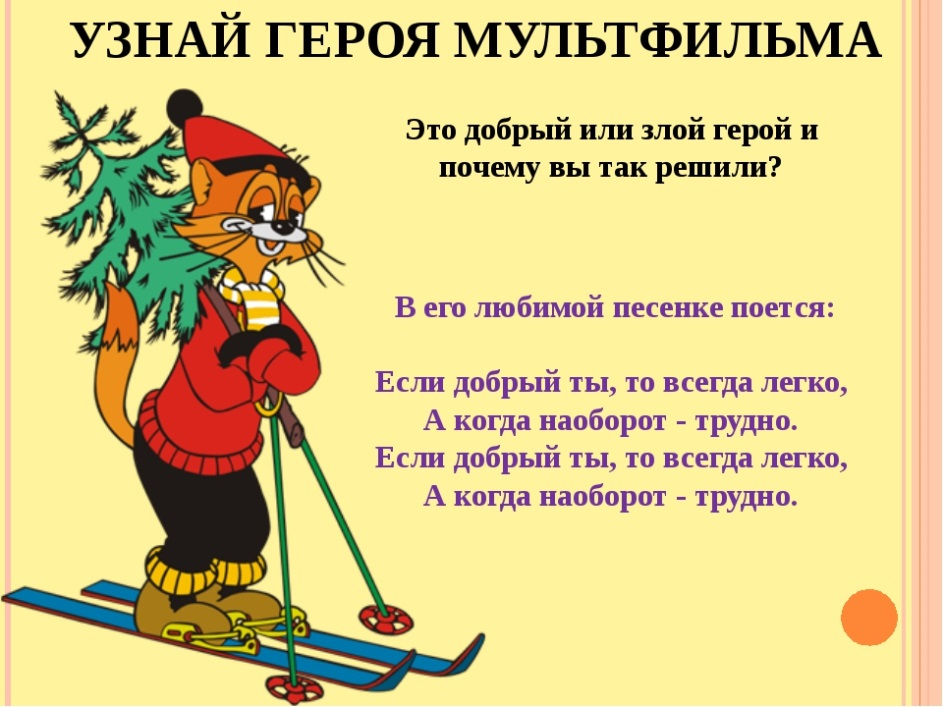 УЗНАЙ ГЕРОЯ МУЛЬТФИЛЬМА
Это добрый или злой герой и
почему вы так решили?
В его любимой песенке поется:
Если добрый ты, то всегда легко,
А когда наоборот - трудно.
Если добрый ты, то всегда легко,
А когда наоборот - трудно.